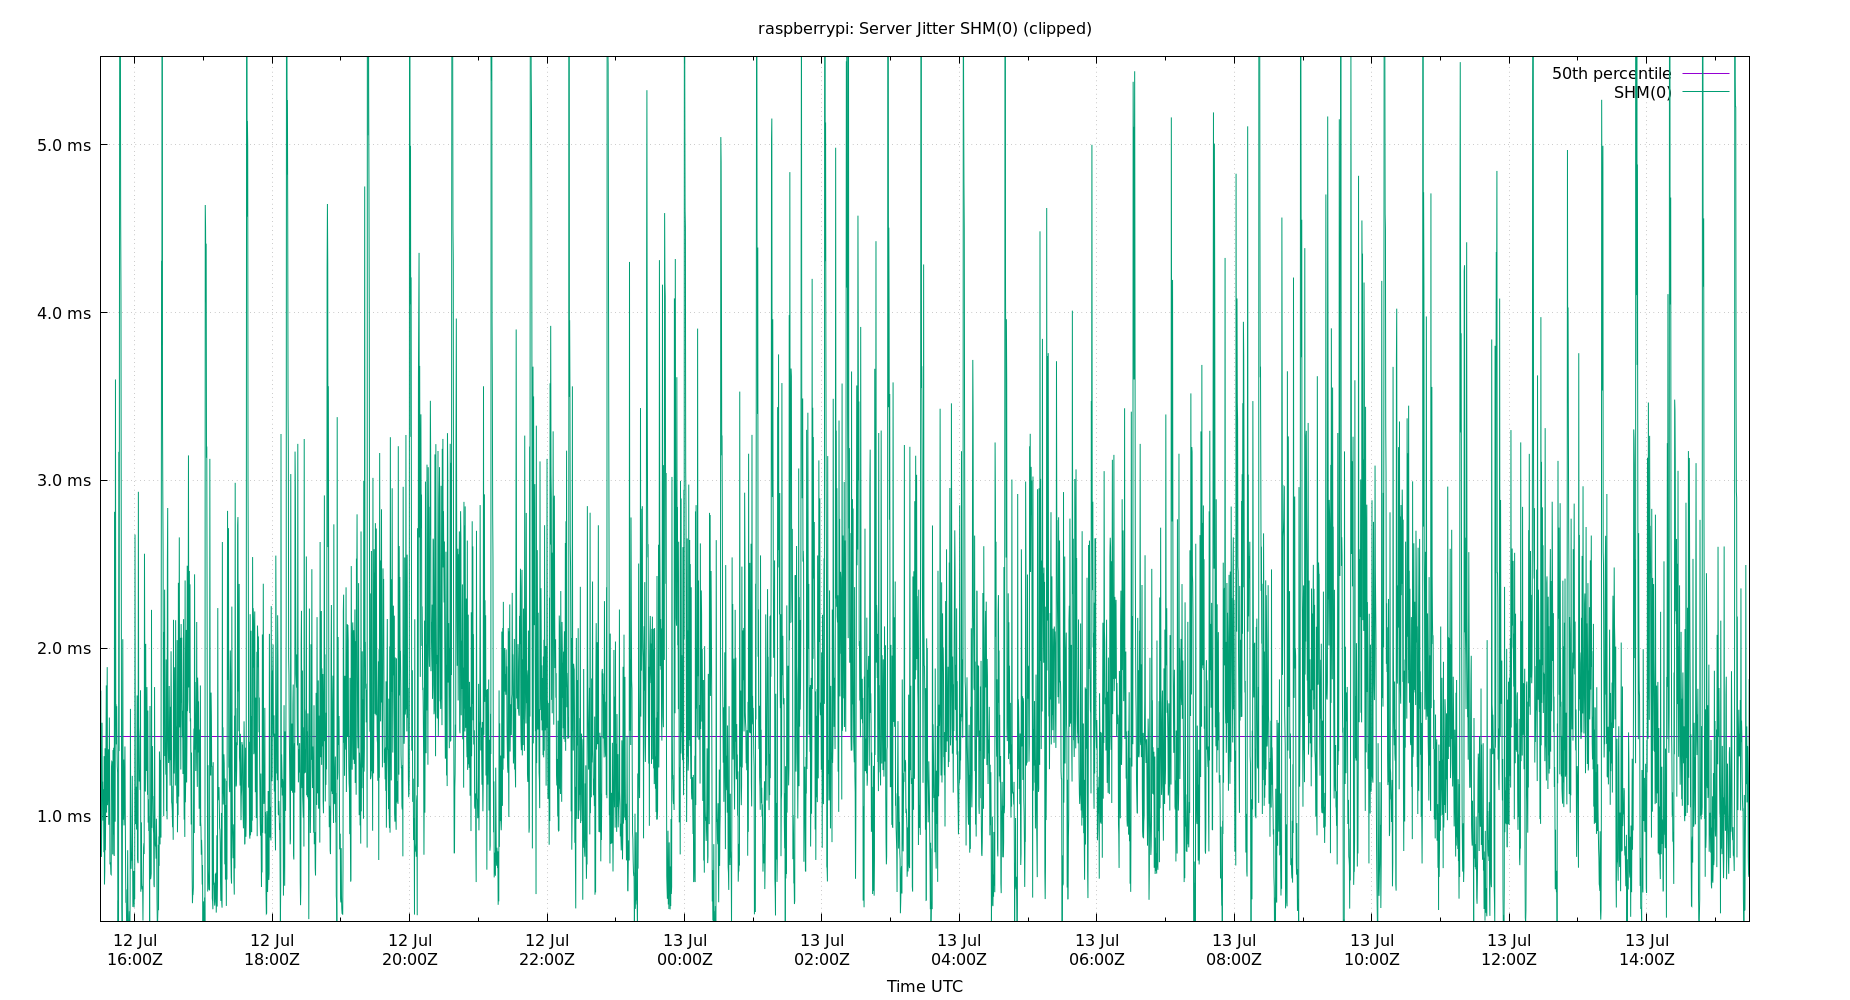 raspberrypi: Server Jitter SHM(0) (clipped)
50th percentile
SHM(0)
5.0 ms
4.0 ms
3.0 ms
2.0 ms
1.0 ms
12 Jul 12 Jul 12 Jul 12 Jul 13 Jul 13 Jul 13 Jul 13 Jul 13 Jul 13 Jul 13 Jul 13 Jul
16:00Z 18:00Z 20:00Z 22:00Z 00:00Z 02:00Z 04:00Z 06:00Z 08:00Z 10:00Z 12:00Z 14:00Z
Time UTC